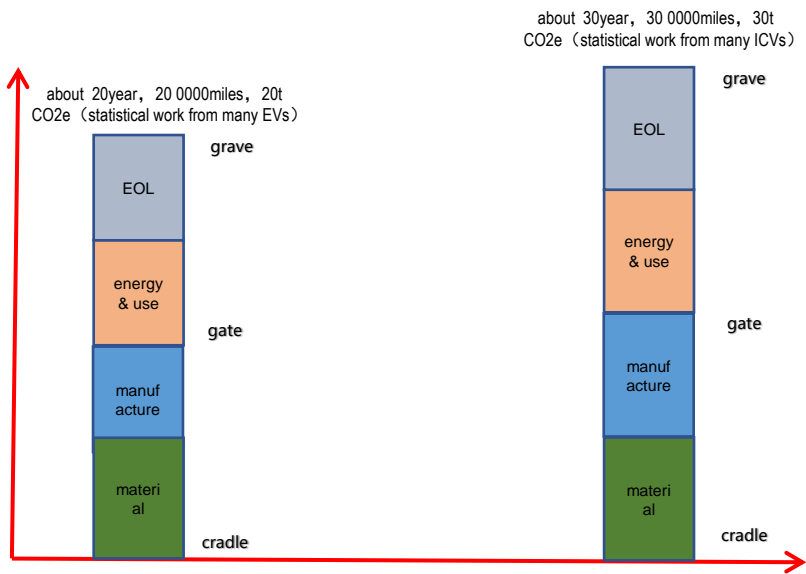 about 20year，20 0000miles，20t
CO2e（statistical work from many EVs）
grave
EOL
energy
& use
gate
manuf
acture
materi
al
cradle
about 30year，30 0000miles，30t
CO2e（statistical work from many ICVs）
grave
EOL
energy
& use
gate
manuf
acture
materi
al
cradle